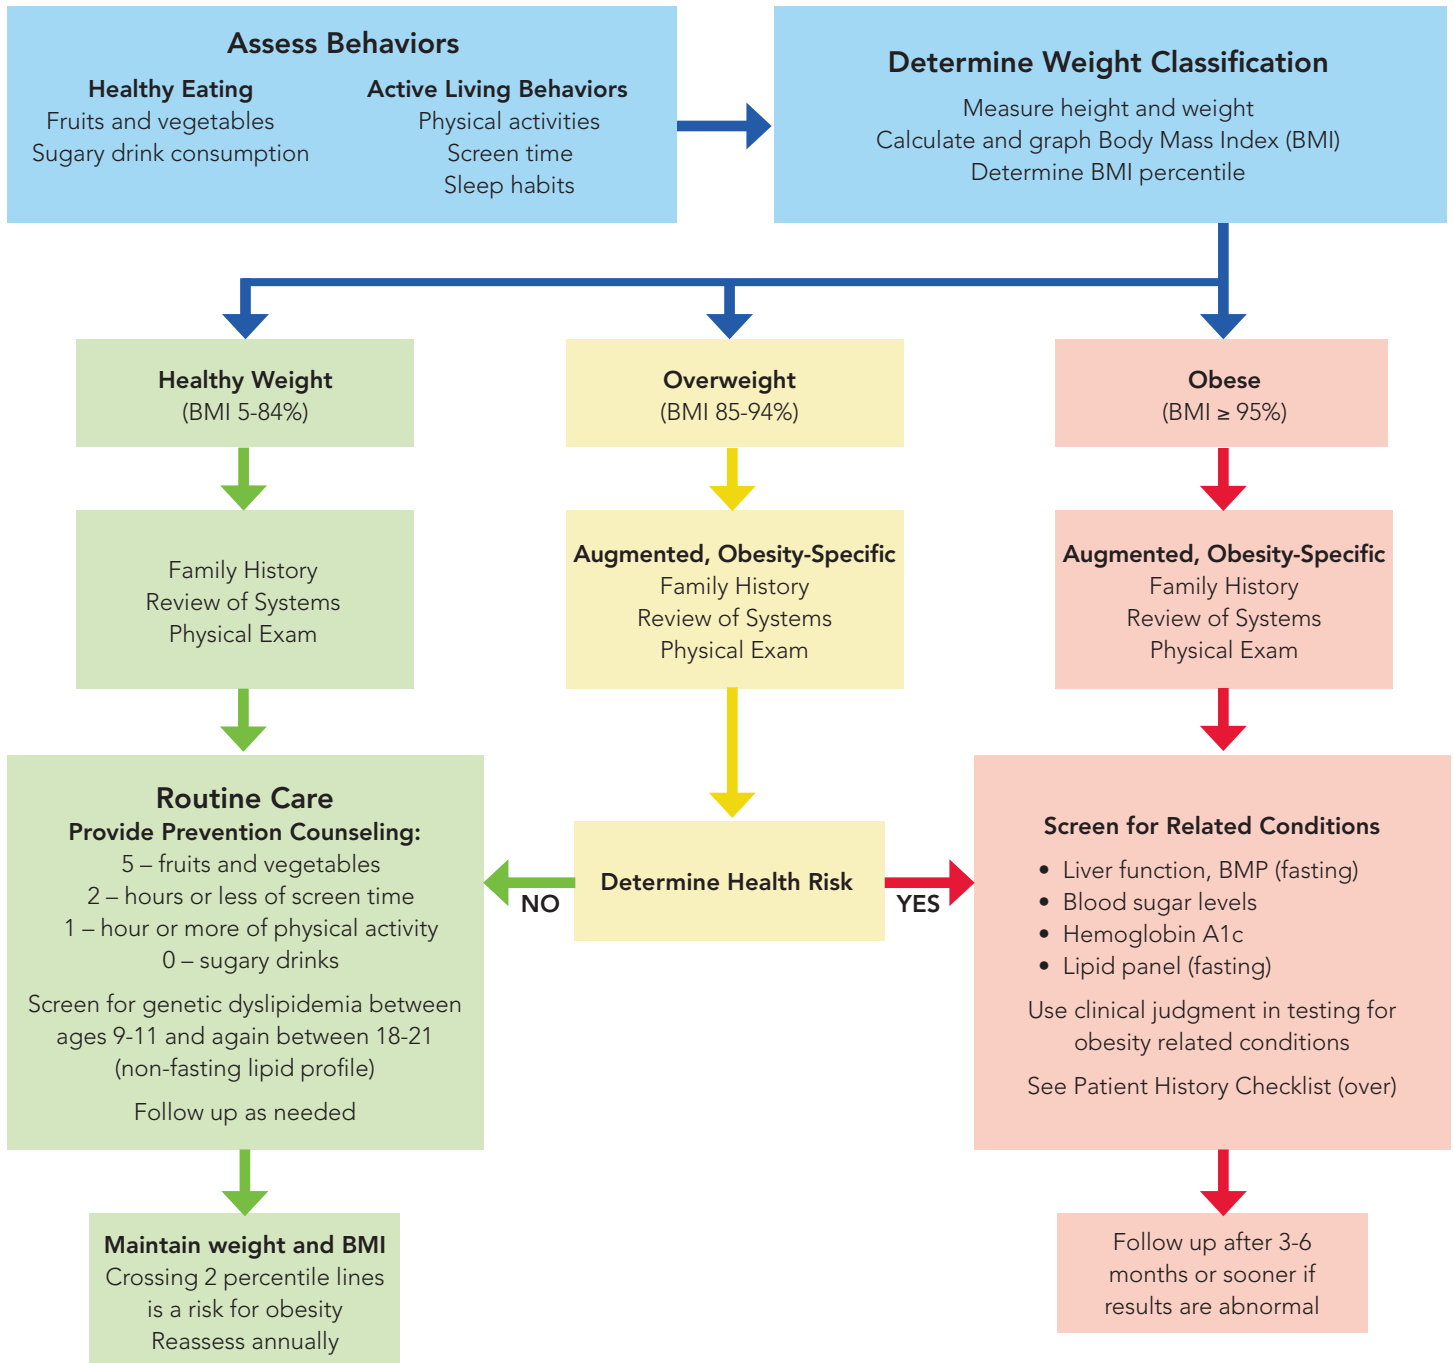 Assess Behaviors
Healthy Eating
Fruits and vegetables
Sugary drink consumption
Active Living Behaviors
Physical activities
Screen time
Sleep habits
Determine Weight Classification
Measure height and weight
Calculate and graph Body Mass Index (BMI)
Determine BMI percentile
Healthy Weight
(BMI 5-84%)
Overweight
(BMI 85-94%)
Obese
(BMI ≥ 95%)
Family History
Review of Systems
Physical Exam
Augmented, Obesity-Specific
Family History
Review of Systems
Physical Exam
Augmented, Obesity-Specific
Family History
Review of Systems
Physical Exam
Routine Care
Provide Prevention Counseling:
5 – fruits and vegetables
2 – hours or less of screen time
1 – hour or more of physical activity
0 – sugary drinks
Screen for genetic dyslipidemia between
ages 9-11 and again between 18-21
(non-fasting lipid profile)
Follow up as needed
NO
Determine Health Risk
YES
Screen for Related Conditions
• Liver function, BMP (fasting)
• Blood sugar levels
• Hemoglobin A1c
• Lipid panel (fasting)
Use clinical judgment in testing for
obesity related conditions
See Patient History Checklist (over)
Maintain weight and BMI
Crossing 2 percentile lines
is a risk for obesity
Reassess annually
Follow up after 3-6
months or sooner if
results are abnormal